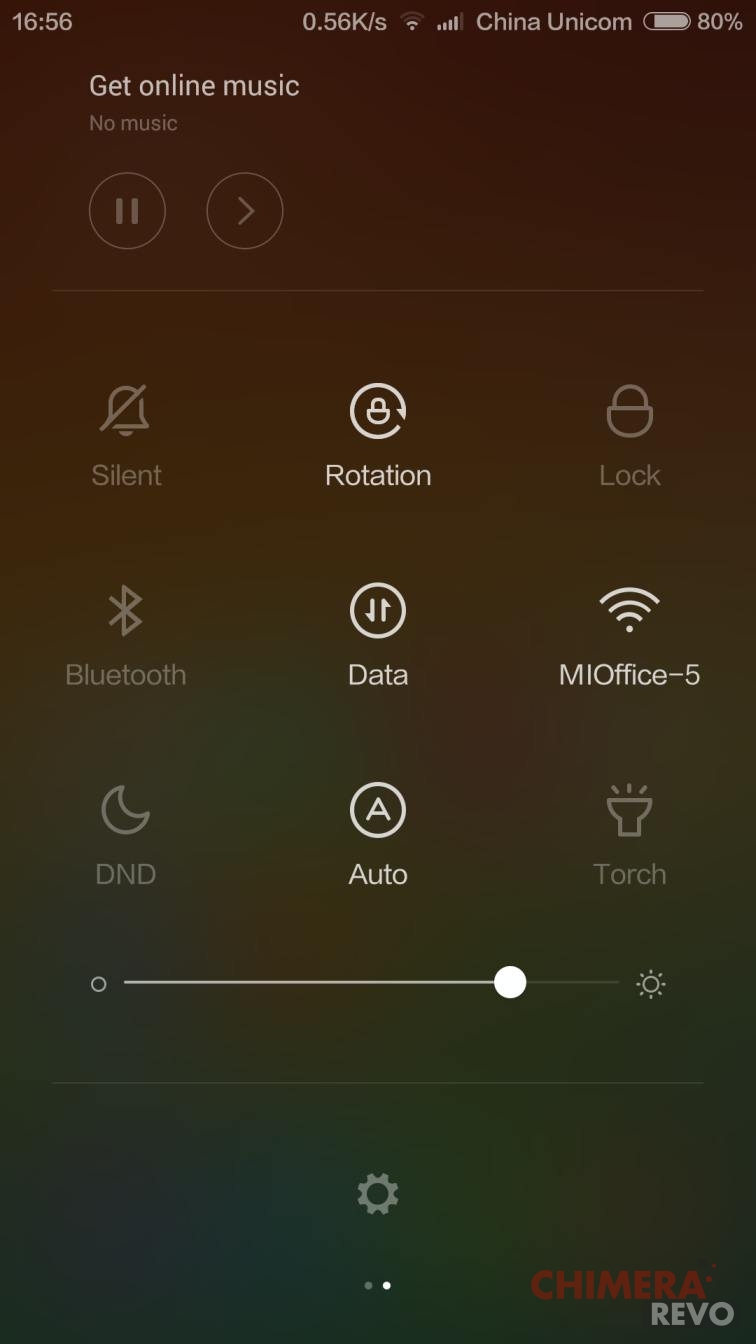 16:56 0.56K/s China Unicom 80%
Get online music
No music
Silent Rotation Lock
Bluetooth Data MIOffice-5
DND Auto Torch
CHIMERA
REVO